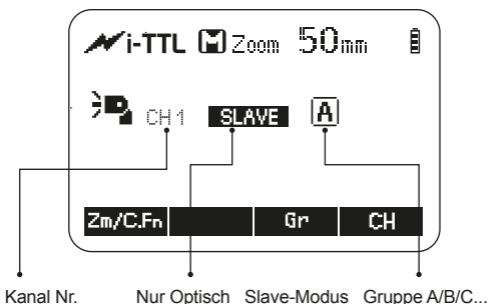 i-TTL M Zoom 50mm
CH 1 SLAVE A
Zm/C.Fn Gr CH
Kanal Nr. Nur Optisch Slave-Modus Gruppe A/B/C...